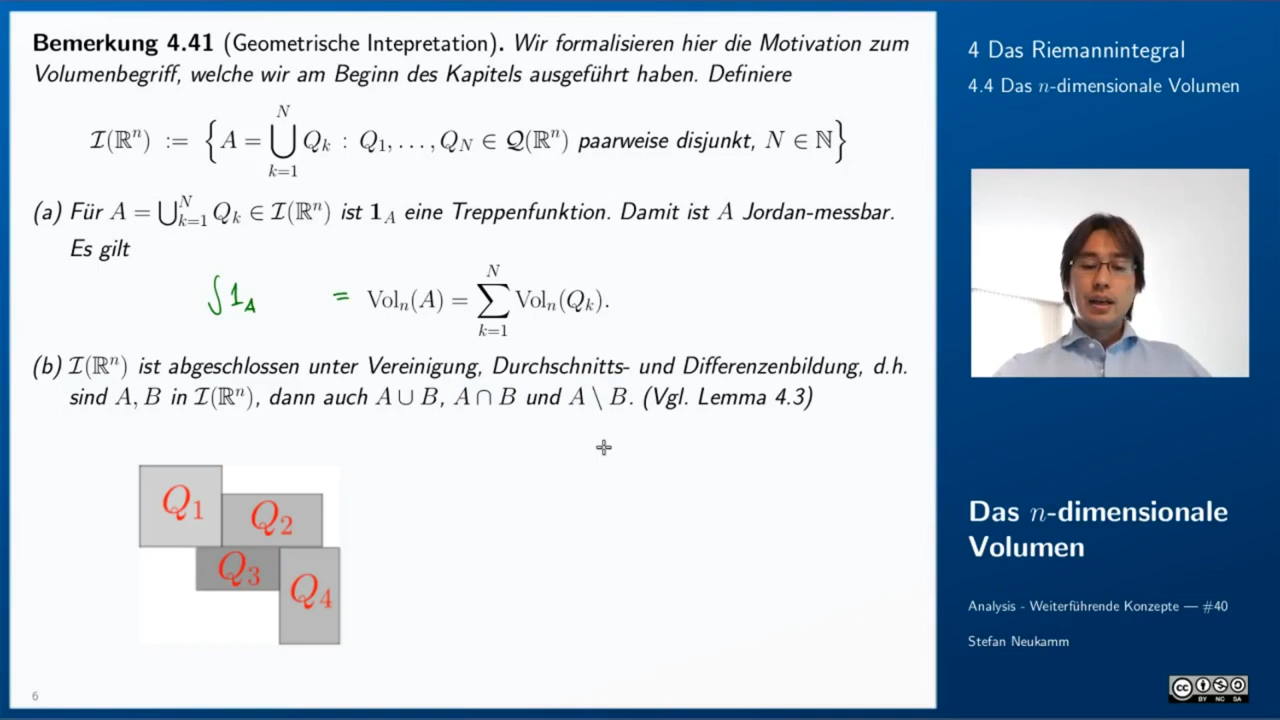 Bemerkung 4.41 (Geometrische Intepretation). Wir formalisieren hier die Motivation zum
Volumenbegriff, welche wir am Beginn des Kapitels ausgeführt haben. Definiere
ℐ(ℝⁿ) := {A = ⋃_{k=1}^{N} Q_k : Q_1, …, Q_N ∈ 𝒬(ℝⁿ) paarweise disjunkt, N ∈ ℕ}
(a) Für A = ⋃_{k=1}^{N} Q_k ∈ ℐ(ℝⁿ) ist 𝟏_A eine Treppenfunktion. Damit ist A Jordan-messbar.
Es gilt
∫1_A = Vol_n(A) = ∑_{k=1}^{N} Vol_n(Q_k).
(b) ℐ(ℝⁿ) ist abgeschlossen unter Vereinigung, Durchschnitts- und Differenzenbildung, d.h.
sind A, B in ℐ(ℝⁿ), dann auch A ∪ B, A ∩ B und A \ B. (Vgl. Lemma 4.3)
Q_1
Q_2
Q_3
Q_4
6
4 Das Riemannintegral
4.4 Das n-dimensionale Volumen
Das n-dimensionale
Volumen
Analysis - Weiterführende Konzepte — #40
Stefan Neukamm
cc
BY NC SA